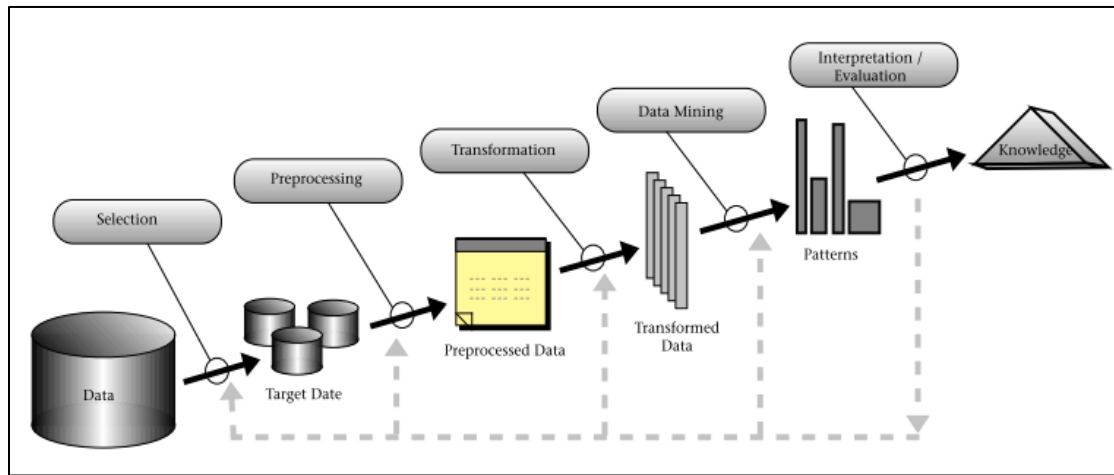 Interpretation /
Evaluation
Data Mining
Transformation
Preprocessing
Selection
Knowledge
Patterns
Transformed
Data
Preprocessed Data
Target Date
Data